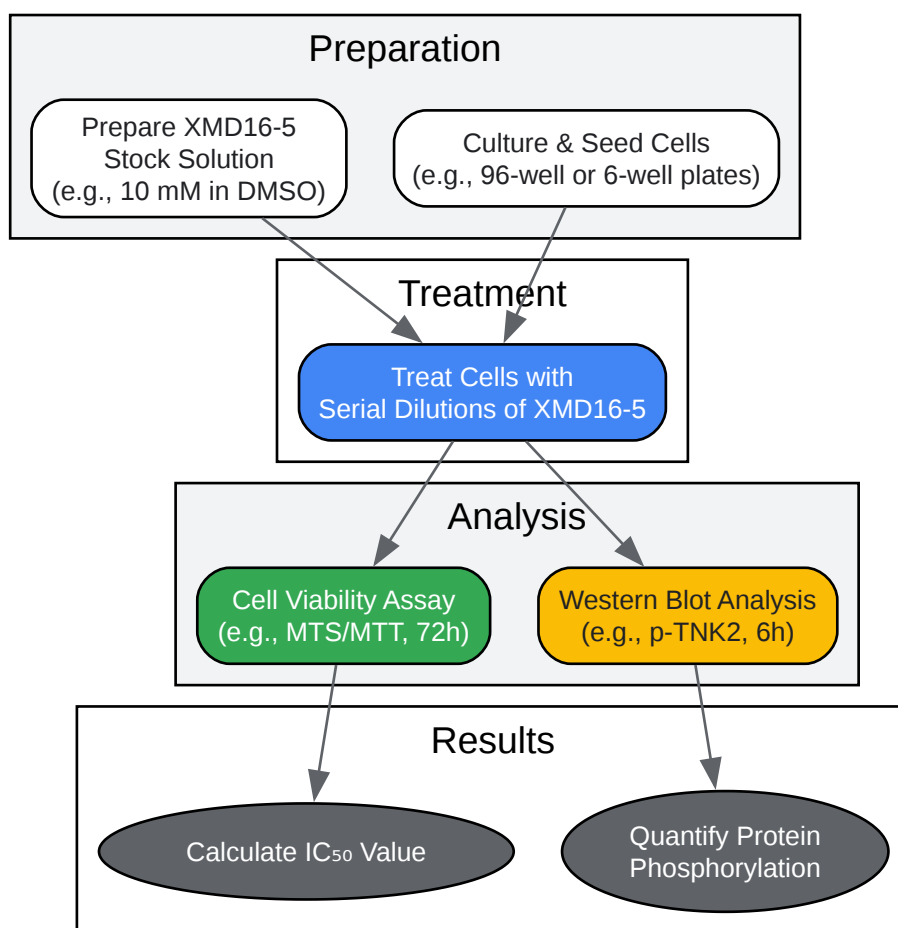 Preparation
Prepare XMD16-5
Stock Solution
(e.g., 10 mM in DMSO)
Culture & Seed Cells
(e.g., 96-well or 6-well plates)
Treatment
Treat Cells with
Serial Dilutions of XMD16-5
Analysis
Cell Viability Assay
(e.g., MTS/MTT, 72h)
Western Blot Analysis
(e.g., p-TNK2, 6h)
Results
Calculate IC₅₀ Value
Quantify Protein
Phosphorylation